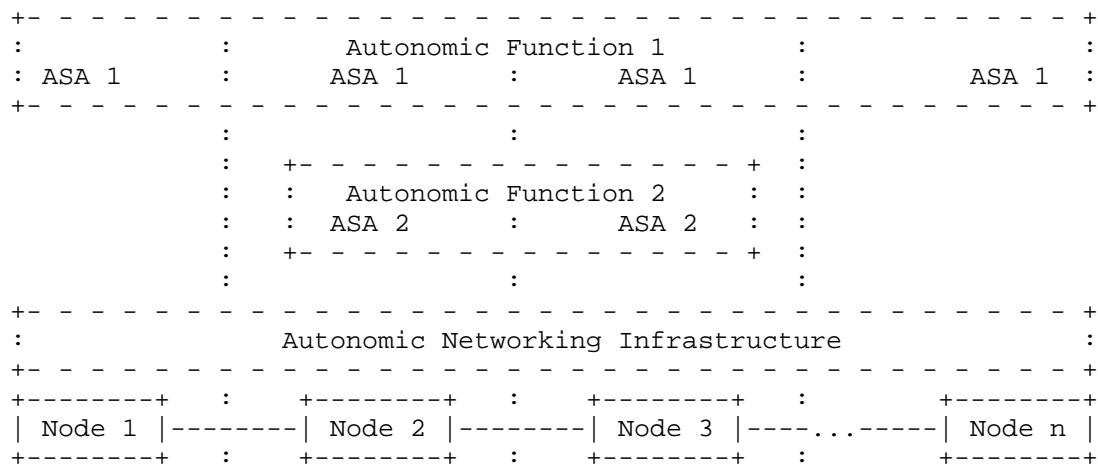 +- - - - - - - - - - - - - - - - - - - - - - - - - - - - - - - - - +
:            :       Autonomic Function 1        :                 :
: ASA 1      :      ASA 1      :      ASA 1      :          ASA 1  :
+- - - - - - - - - - - - - - - - - - - - - - - - - - - - - - - - - +
             :                 :                 :
             :   +- - - - - - - - - - - - - - +  :
             :   :   Autonomic Function 2     :  :
             :   :  ASA 2      :      ASA 2   :  :
             :   +- - - - - - - - - - - - - - +  :
             :                 :                 :
+- - - - - - - - - - - - - - - - - - - - - - - - - - - - - - - - - +
:                Autonomic Networking Infrastructure               :
+- - - - - - - - - - - - - - - - - - - - - - - - - - - - - - - - - +
+--------+   :    +--------+   :    +--------+   :        +--------+
| Node 1 |--------| Node 2 |--------| Node 3 |----...-----| Node n |
+--------+   :    +--------+   :    +--------+   :        +--------+